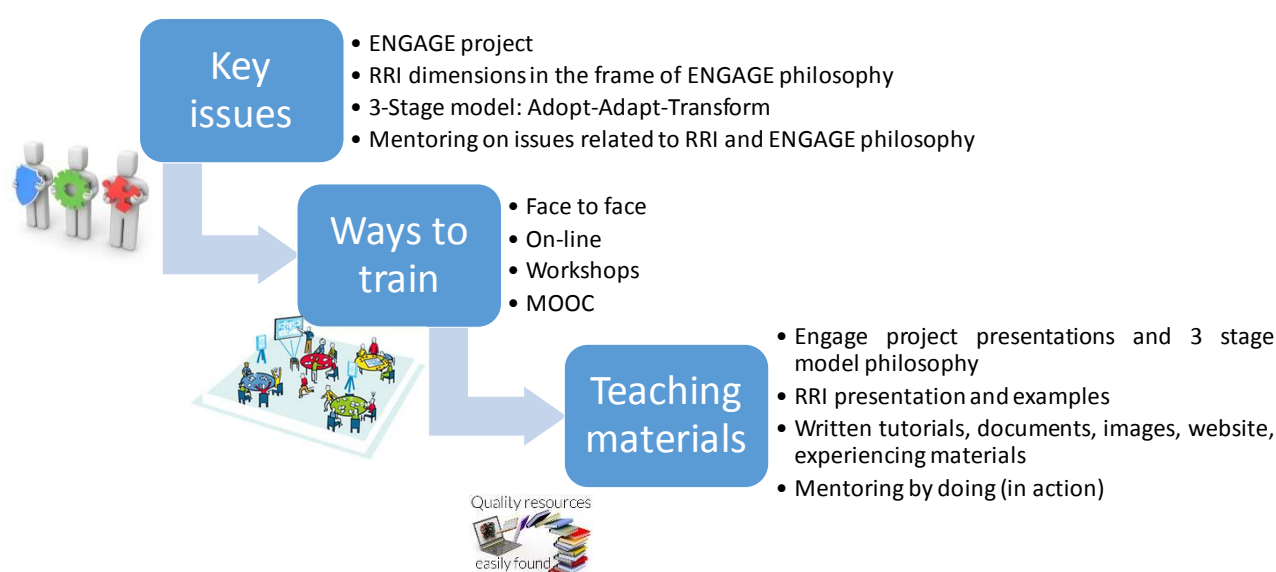 Key
issues
• ENGAGE project
• RRI dimensions in the frame of ENGAGE philosophy
• 3-Stage model: Adopt-Adapt-Transform
• Mentoring on issues related to RRI and ENGAGE philosophy
Ways to
train
• Face to face
• On-line
• Workshops
• MOOC
Teaching
materials
• Engage project presentations and 3 stage
model philosophy
• RRI presentation and examples
• Written tutorials, documents, images, website,
experiencing materials
• Mentoring by doing (in action)
Quality resources
easily found